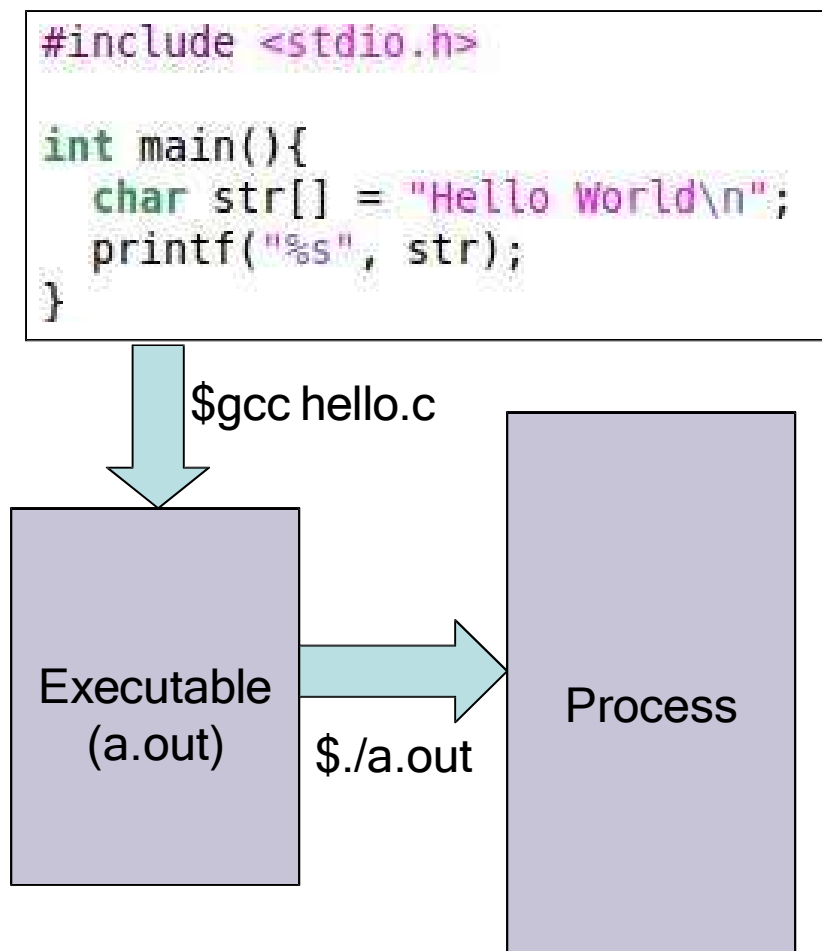 #include <stdio.h>
int main(){
char str[] = "Hello World\n";
printf("%s", str);
}
$gcc hello.c
Executable
(a.out)
$./a.out
Process